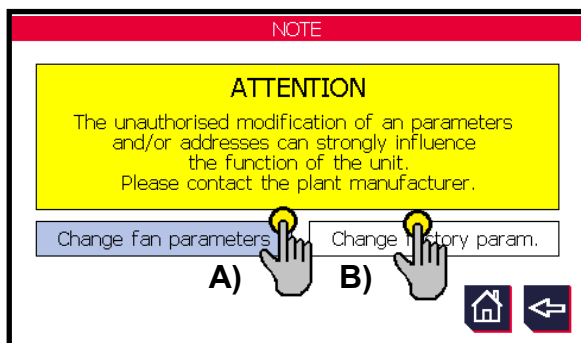 NOTE
ATTENTION
The unauthorised modification of an parameters
and/or addresses can strongly influence
the function of the unit.
Please contact the plant manufacturer.
Change fan parameters
Change factory param.
A)
B)